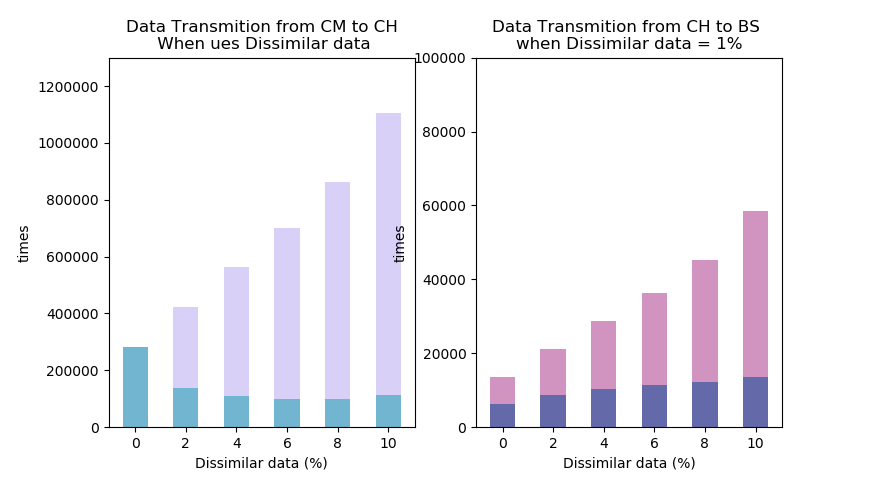 Data Transmition from CM to CH
When ues Dissimilar data
1200000
1000000
800000
600000
400000
200000
0
times
0 2 4 6 8 10
Dissimilar data (%)
Data Transmition from CH to BS
when Dissimilar data = 1%
100000
80000
60000
40000
20000
0
times
0 2 4 6 8 10
Dissimilar data (%)